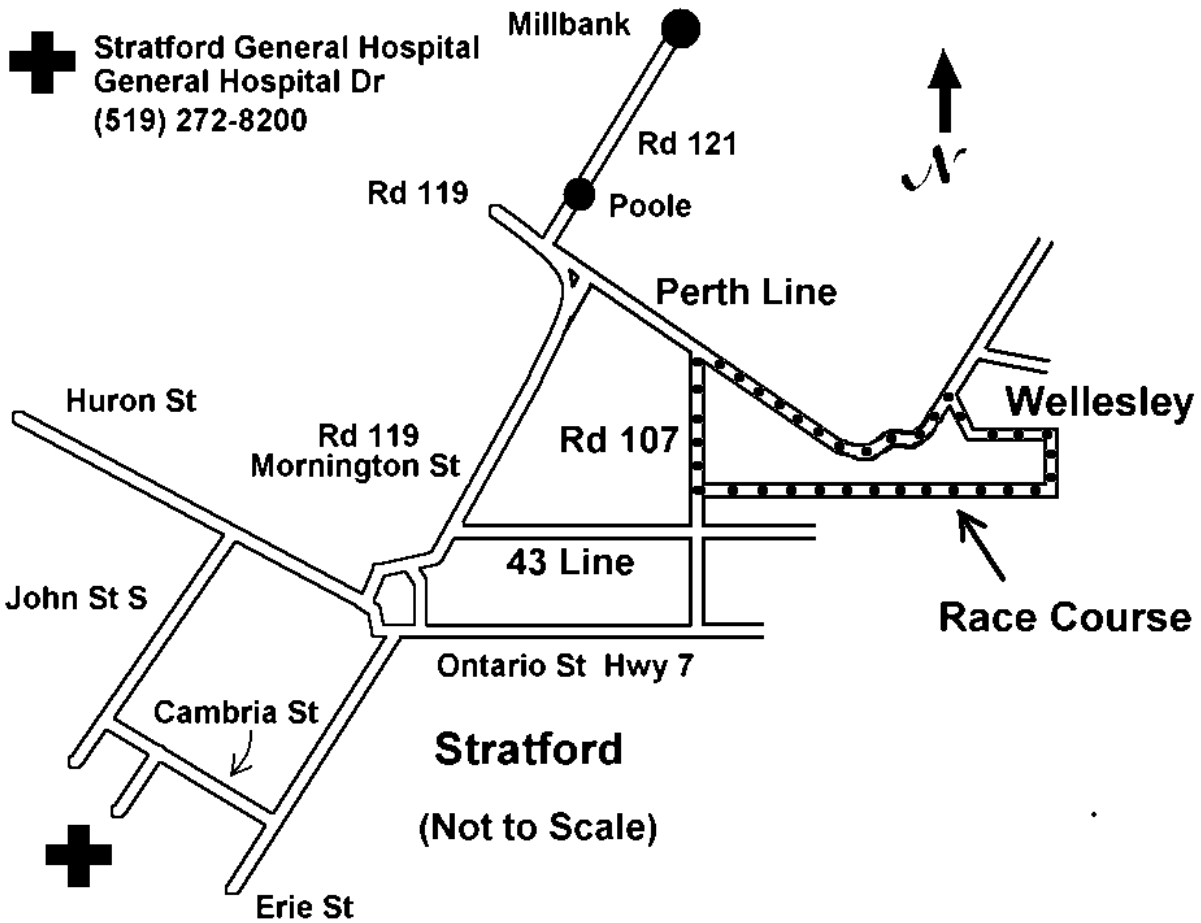 Millbank
Stratford General Hospital
General Hospital Dr
(519) 272-8200
Rd 121
N
Rd 119
Poole
Perth Line
Huron St
Wellesley
Rd 119
Mornington St
Rd 107
43 Line
John St S
Race Course
Ontario St Hwy 7
Cambria St
Stratford
(Not to Scale)
Erie St